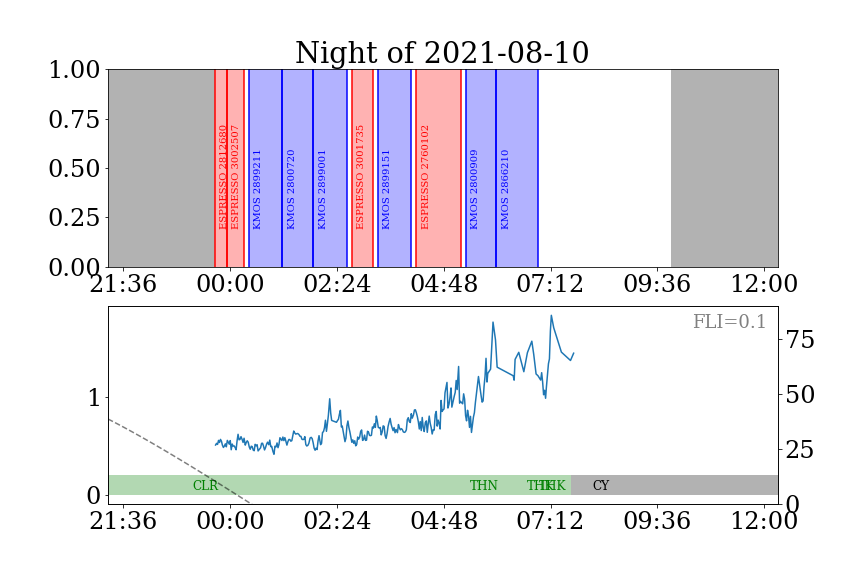 Night of 2021-08-10
1.00
0.75
0.50
0.25
0.00
ESPRESSO 2812680
ESPRESSO 3002507
KMOS 2899211
KMOS 2800720
KMOS 2899001
ESPRESSO 3001735
KMOS 2899151
ESPRESSO 2760102
KMOS 2800909
KMOS 2866210
21:36 00:00 02:24 04:48 07:12 09:36 12:00
FLI=0.1
1
0
75
50
25
0
CLR THN THK THK CY
21:36 00:00 02:24 04:48 07:12 09:36 12:00